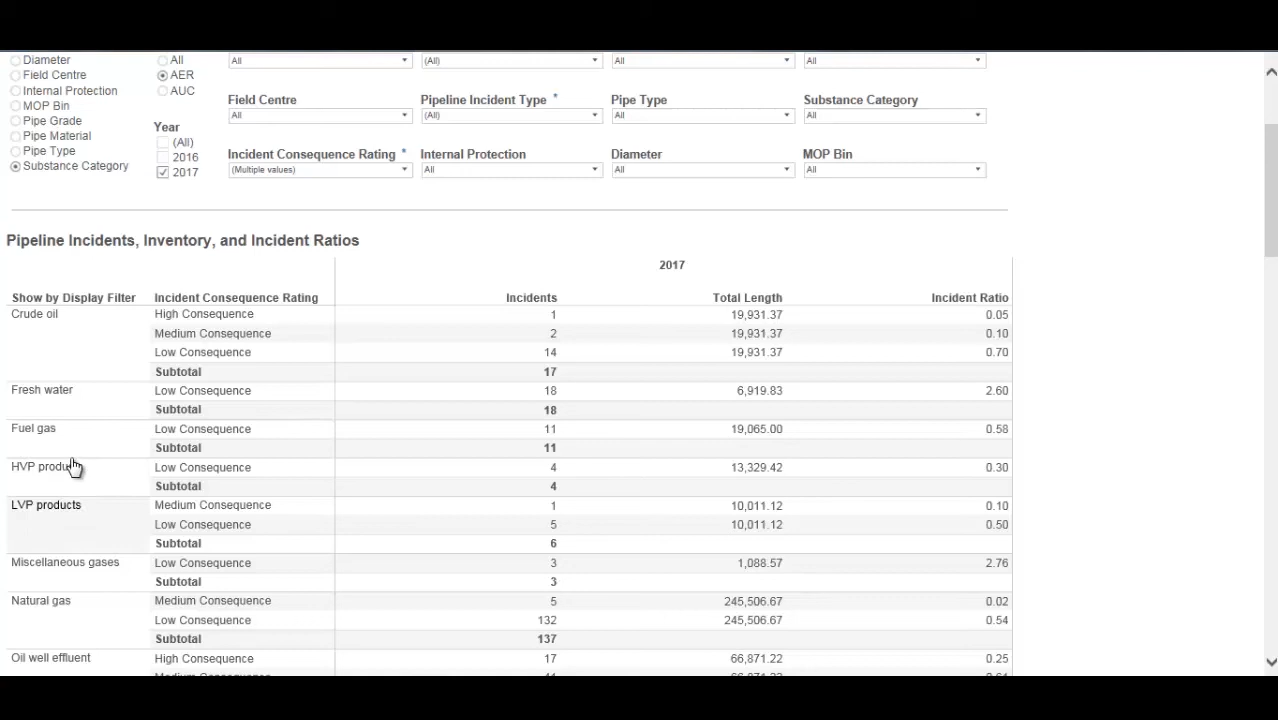 Diameter
Field Centre
Internal Protection
MOP Bin
Pipe Grade
Pipe Material
Pipe Type
Substance Category
All
AER
AUC
Year
(All)
2016
2017
All (All) All All
Field Centre Pipeline Incident Type * Pipe Type Substance Category
All (All) All All
Incident Consequence Rating * Internal Protection Diameter MOP Bin
(Multiple values) All All All
Pipeline Incidents, Inventory, and Incident Ratios
2017
Show by Display Filter Incident Consequence Rating Incidents Total Length Incident Ratio
Crude oil High Consequence 1 19,931.37 0.05
Medium Consequence 2 19,931.37 0.10
Low Consequence 14 19,931.37 0.70
Subtotal 17
Fresh water Low Consequence 18 6,919.83 2.60
Subtotal 18
Fuel gas Low Consequence 11 19,065.00 0.58
Subtotal 11
HVP Low Consequence 4 13,329.42 0.30
Subtotal 4
LVP products Medium Consequence 1 10,011.12 0.10
Low Consequence 5 10,011.12 0.50
Subtotal 6
Miscellaneous gases Low Consequence 3 1,088.57 2.76
Subtotal 3
Natural gas Medium Consequence 5 245,506.67 0.02
Low Consequence 132 245,506.67 0.54
Subtotal 137
Oil well effluent High Consequence 17 66,871.22 0.25